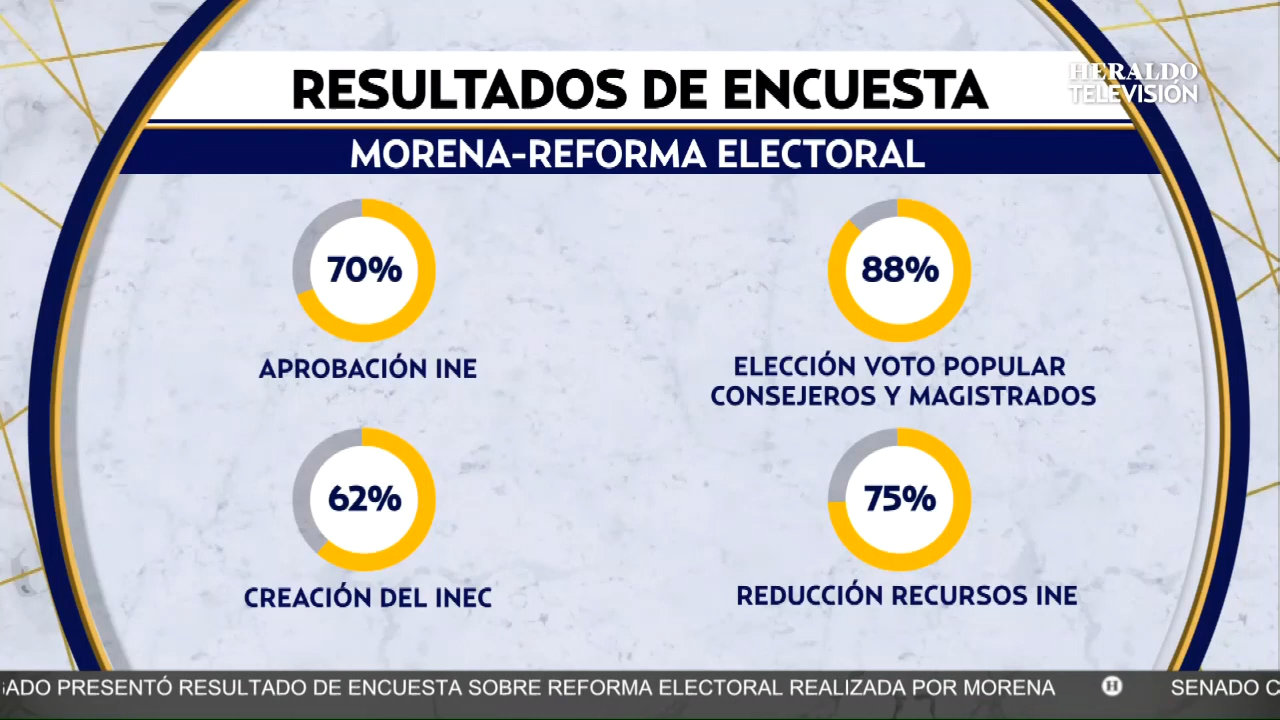 RESULTADOS DE ENCUESTA
HERALDO
TELEVISIÓN
MORENA-REFORMA ELECTORAL
70%
APROBACIÓN INE
88%
ELECCIÓN VOTO POPULAR
CONSEJEROS Y MAGISTRADOS
62%
CREACIÓN DEL INEC
75%
REDUCCIÓN RECURSOS INE
PRESENTÓ RESULTADO DE ENCUESTA SOBRE REFORMA ELECTORAL REALIZADA POR MORENA H SENADO